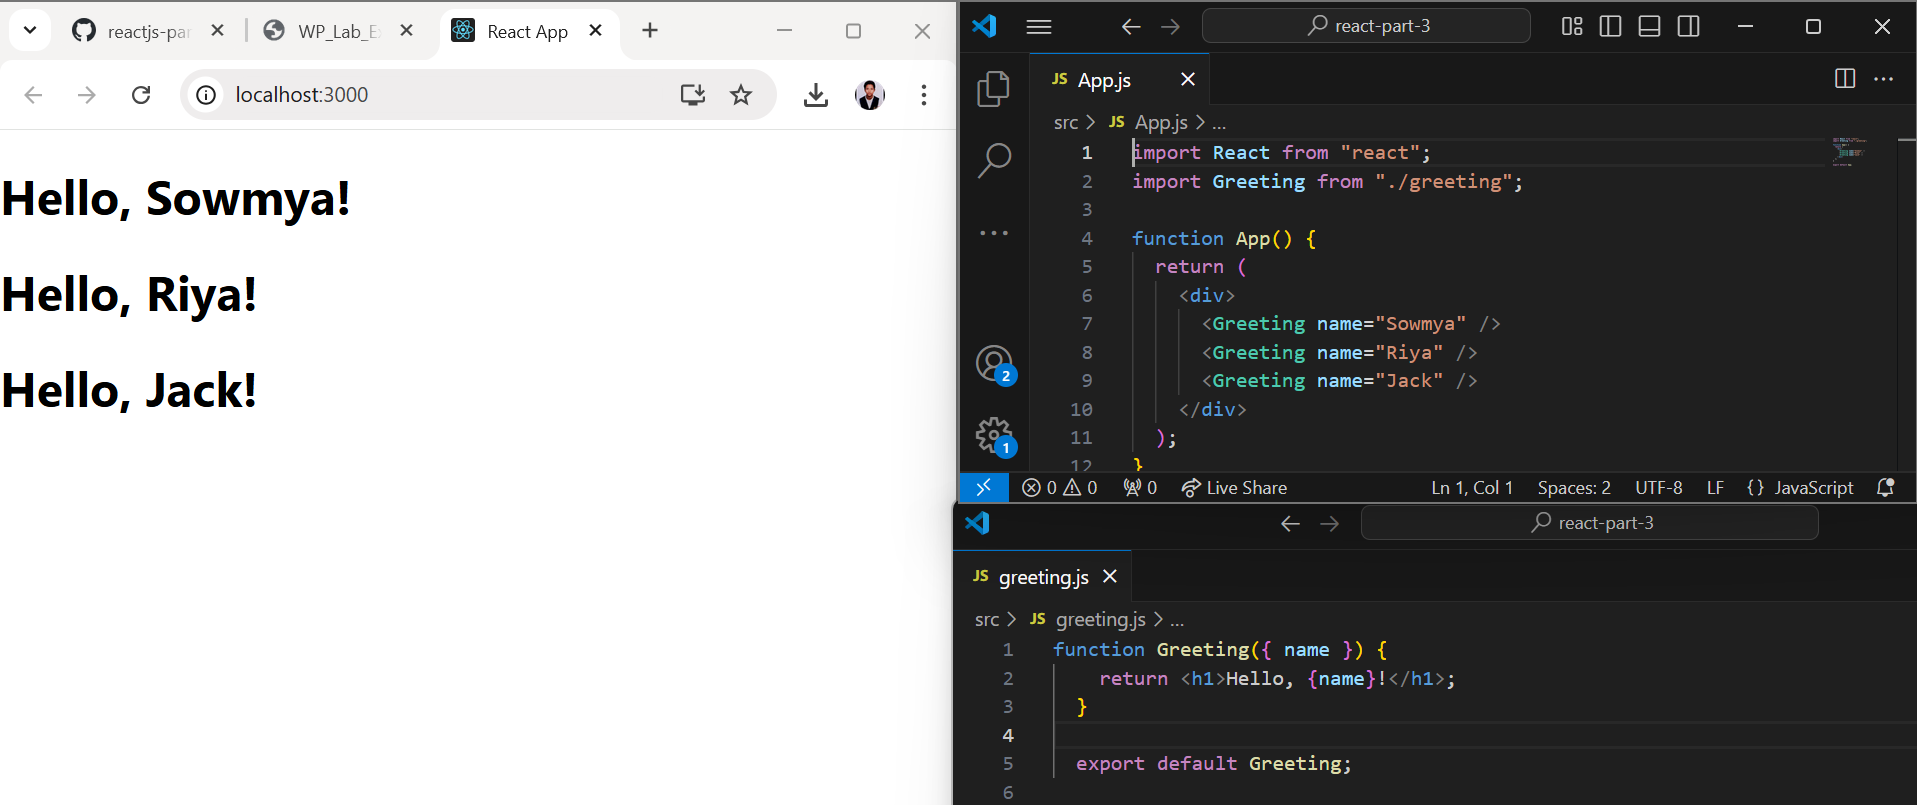 reactjs-par
WP_Lab_E
React App
localhost:3000
Hello, Sowmya!
Hello, Riya!
Hello, Jack!
react-part-3
JS App.js
src > JS App.js > ...
1 import React from "react";
2 import Greeting from "./greeting";
3
4 function App() {
5 return (
6 <div>
7 <Greeting name="Sowmya" />
8 <Greeting name="Riya" />
9 <Greeting name="Jack" />
10 </div>
11 );
12 }
2
1
0 0 0 Live Share Ln 1, Col 1 Spaces: 2 UTF-8 LF {} JavaScript
react-part-3
JS greeting.js
src > JS greeting.js > ...
1 function Greeting({ name }) {
2 return <h1>Hello, {name}!</h1>;
3 }
4
5 export default Greeting;
6